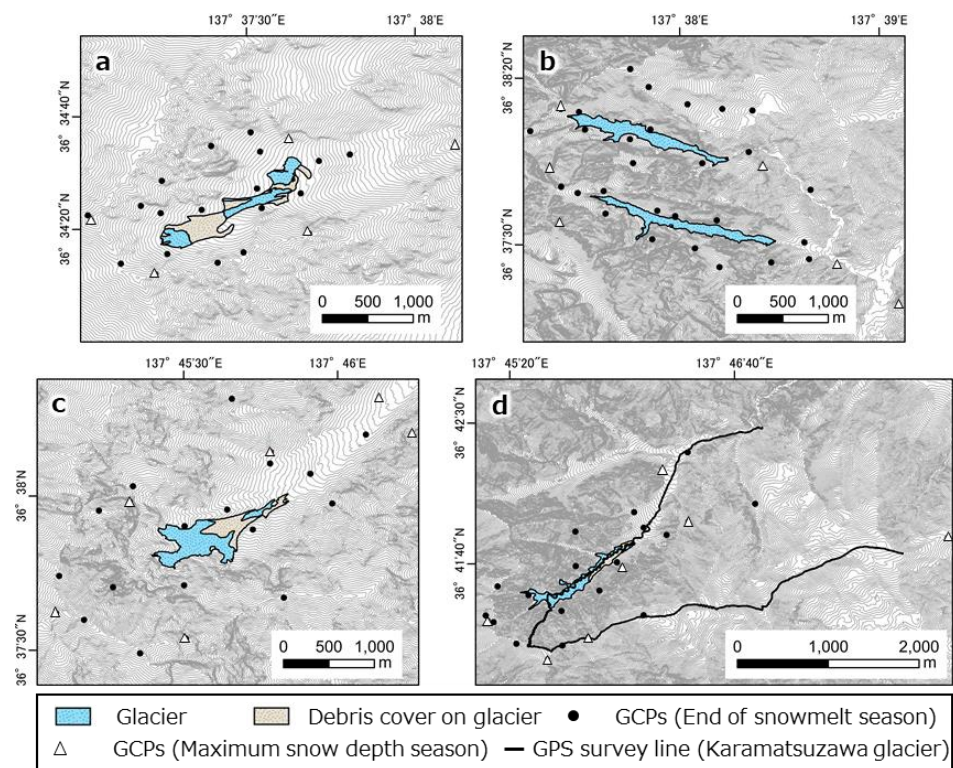 137° 37′30″E
137° 38′E
a
34′40″N
36°
34′20″N
36°
0 500 1,000
m
137° 38′E
137° 39′E
b
38′20″N
36°
37′30″N
36°
0 500 1,000
m
137° 45′30″E
137° 46′E
c
38′N
36°
37′30″N
36°
0 500 1,000
m
137° 45′20″E
137° 46′40″E
d
42′30″N
36°
41′40″N
36°
0 1,000 2,000
m
Glacier Debris cover on glacier GCPs (End of snowmelt season)
GCPs (Maximum snow depth season) GPS survey line (Karamatsuzawa glacier)